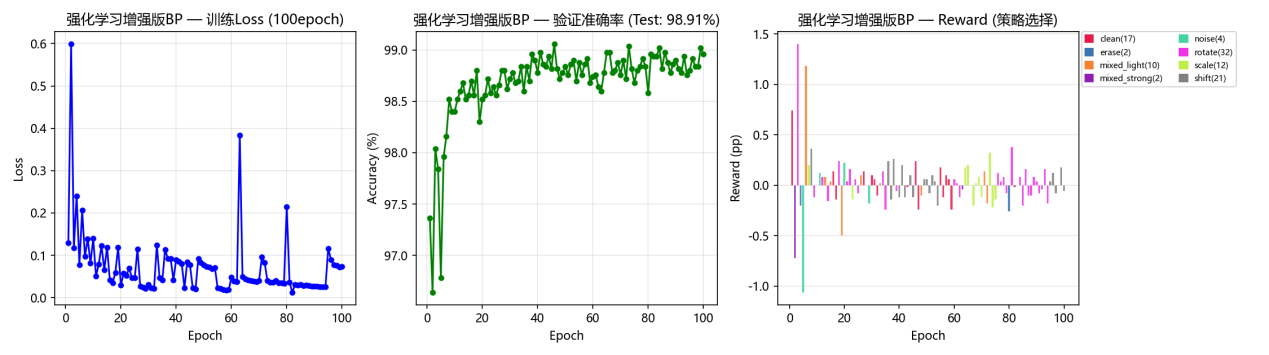 强化学习增强版BP — 训练Loss (100epoch)
0.6
0.5
0.4
0.3
0.2
0.1
0.0
Loss
0
20
40
60
80
100
Epoch
强化学习增强版BP — 验证准确率 (Test: 98.91%)
99.0
98.5
98.0
97.5
97.0
Accuracy (%)
0
20
40
60
80
100
Epoch
强化学习增强版BP — Reward (策略选择)
1.5
1.0
0.5
0.0
-0.5
-1.0
Reward (pp)
0
20
40
60
80
100
Epoch
clean(17)
erase(2)
mixed_light(10)
mixed_strong(2)
noise(4)
rotate(32)
scale(12)
shift(21)